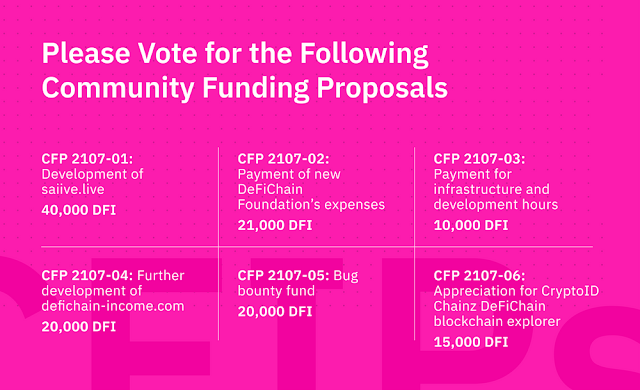 Please Vote for the Following
Community Funding Proposals
CFP 2107-01:
Development of
saiive.live
40,000 DFI
CFP 2107-02:
Payment of new
DeFiChain
Foundation's expenses
21,000 DFI
CFP 2107-03:
Payment for
infrastructure and
development hours
10,000 DFI
CFP 2107-04: Further
development of
defichain-income.com
20,000 DFI
CFP 2107-05: Bug
bounty fund
20,000 DFI
CFP 2107-06:
Appreciation for CryptoID
Chainz DeFiChain
blockchain explorer
15,000 DFI
CFPs